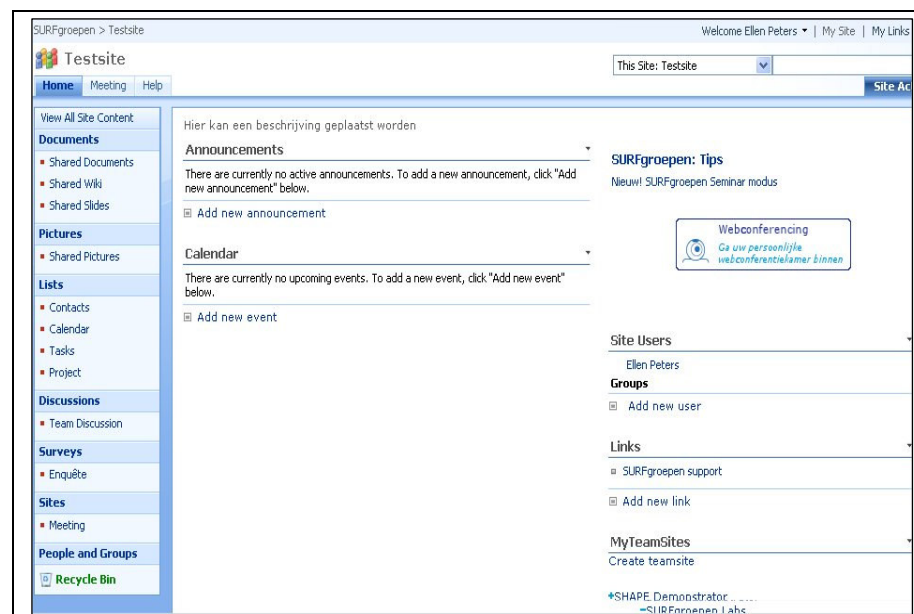 SURFgroepen > Testsite
Welcome Ellen Peters | My Site | My Links
Testsite
This Site: Testsite
Home Meeting Help
Site Ac
View All Site Content
Documents
Shared Documents
Shared Wiki
Shared Slides
Pictures
Shared Pictures
Lists
Contacts
Calendar
Tasks
Project
Discussions
Team Discussion
Surveys
Enquête
Sites
Meeting
People and Groups
Recycle Bin
Hier kan een beschrijving geplaatst worden
Announcements
There are currently no active announcements. To add a new announcement, click "Add
new announcement" below.
Add new announcement
Calendar
There are currently no upcoming events. To add a new event, click "Add new event"
below.
Add new event
SURFgroepen: Tips
Nieuw! SURFgroepen Seminar modus
Webconferencing
Ga uw persoonlijke
webconferentiekamer binnen
Site Users
Ellen Peters
Groups
Add new user
Links
SURFgroepen support
Add new link
MyTeamSites
Create teamsite
SHAPE Demonstrator
SURFgroepen Labs